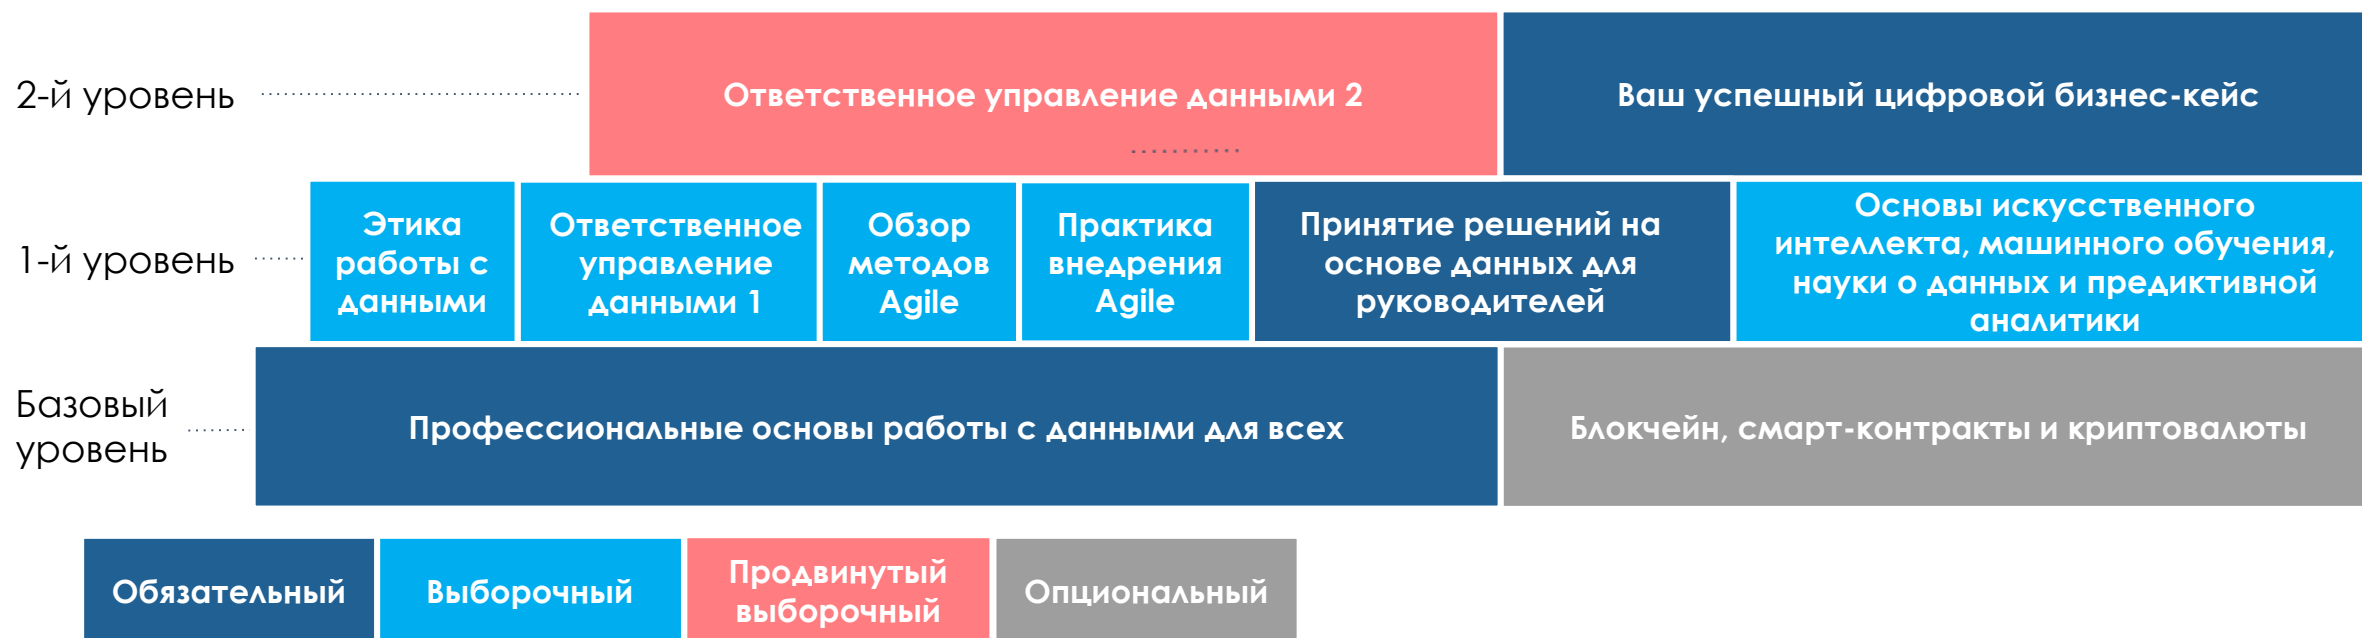 2-й уровень
Ответственное управление данными 2
Ваш успешный цифровой бизнес-кейс
1-й уровень
Этика
работы с
данными
Ответственное
управление
данными 1
Обзор
методов
Agile
Практика
внедрения
Agile
Принятие решений на
основе данных для
руководителей
Основы искусственного
интеллекта, машинного обучения,
науки о данных и предиктивной
аналитики
Базовый
уровень
Профессиональные основы работы с данными для всех
Блокчейн, смарт-контракты и криптовалюты
Обязательный
Выборочный
Продвинутый
выборочный
Опциональный